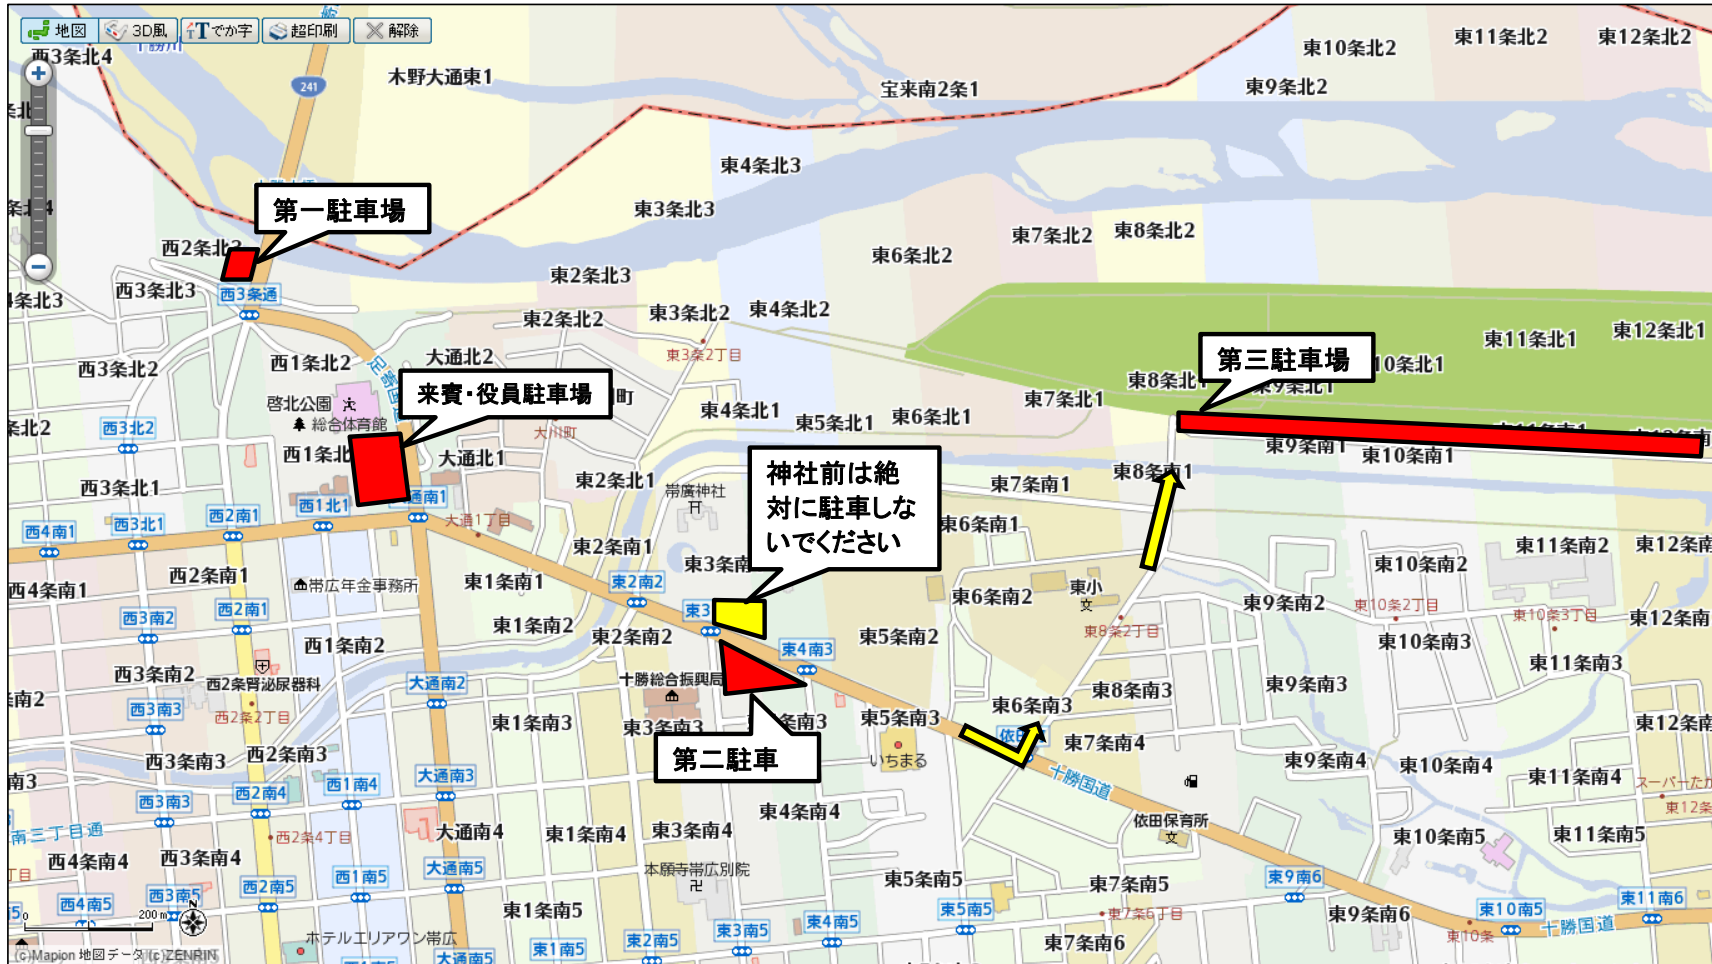 地図
3D風
でか字
超印刷
解除
十勝川
西3条北4
木野大通東1
241
宝来南2条1
東10条北2
東11条北2
東12条北2
東9条北2
東4条北3
東3条北3
第一駐車場
西2条北3
東7条北2
東8条北2
東6条北2
東2条北3
西3条北3
西3条通
東2条北2
東3条北2
東4条北2
東12条北1
東11条北1
西1条北2
大通北2
東3条2丁目
第三駐車場
西3条北2
足寄国道
来賓・役員駐車場
東8条北1
東9条北1
東7条北1
啓北公園
総合体育館
東4条北1
東5条北1
東6条北1
大川町
西3北2
大通北1
東9条南1
東10条南1
東8条南1
東2条北1
神社前は絶
対に駐車しな
いでください
東7条南1
西3条北1
帯廣神社
西4南1
西3北1
西2南1
西1北1
大通1丁目
東6条南1
東2条南1
東11条南2
西4条南1
西2条南1
帯広年金事務所
東1条南1
東2南2
東10条南2
東6条南2
東小
東9条南2
東10条2丁目
東10条3丁目
西3南2
西2南1
東1条南2
東2条南2
東5条南2
東8条2丁目
東10条南3
西1条南2
東4南3
東11条南3
西3条南2
西2条腎泌尿器科
大通南2
十勝総合振興局
東8条南3
東9条南3
西3南3
西2条2丁目
東1条南3
東3条南3
東5条南3
東6条南3
東7条南4
第二駐車
いちまる
西3条南3
西2条南3
十勝国道
東9条南4
東10条南4
東11条南4
西3南3
西2南4
西1南4
大通南3
東4条南4
南三丁目通
西2条4丁目
大通南4
東1条南4
東3条南4
依田保育所
東10条南5
東11条南5
西4条南4
西3条南4
本願寺帯広別院
西4南5
西3南5
西2南5
西1南5
大通南5
東5条南5
東7条南5
東9南6
東11南6
東1条南5
東3南5
東4南5
東5南5
東7条6丁目
東9条南6
東10南5
十勝国道
0
200m
N
ホテルエリアワン帯広
東1南5
東2南5
東7条南6
大通南5
(c)Mapion 地図データ (c)ZENRIN